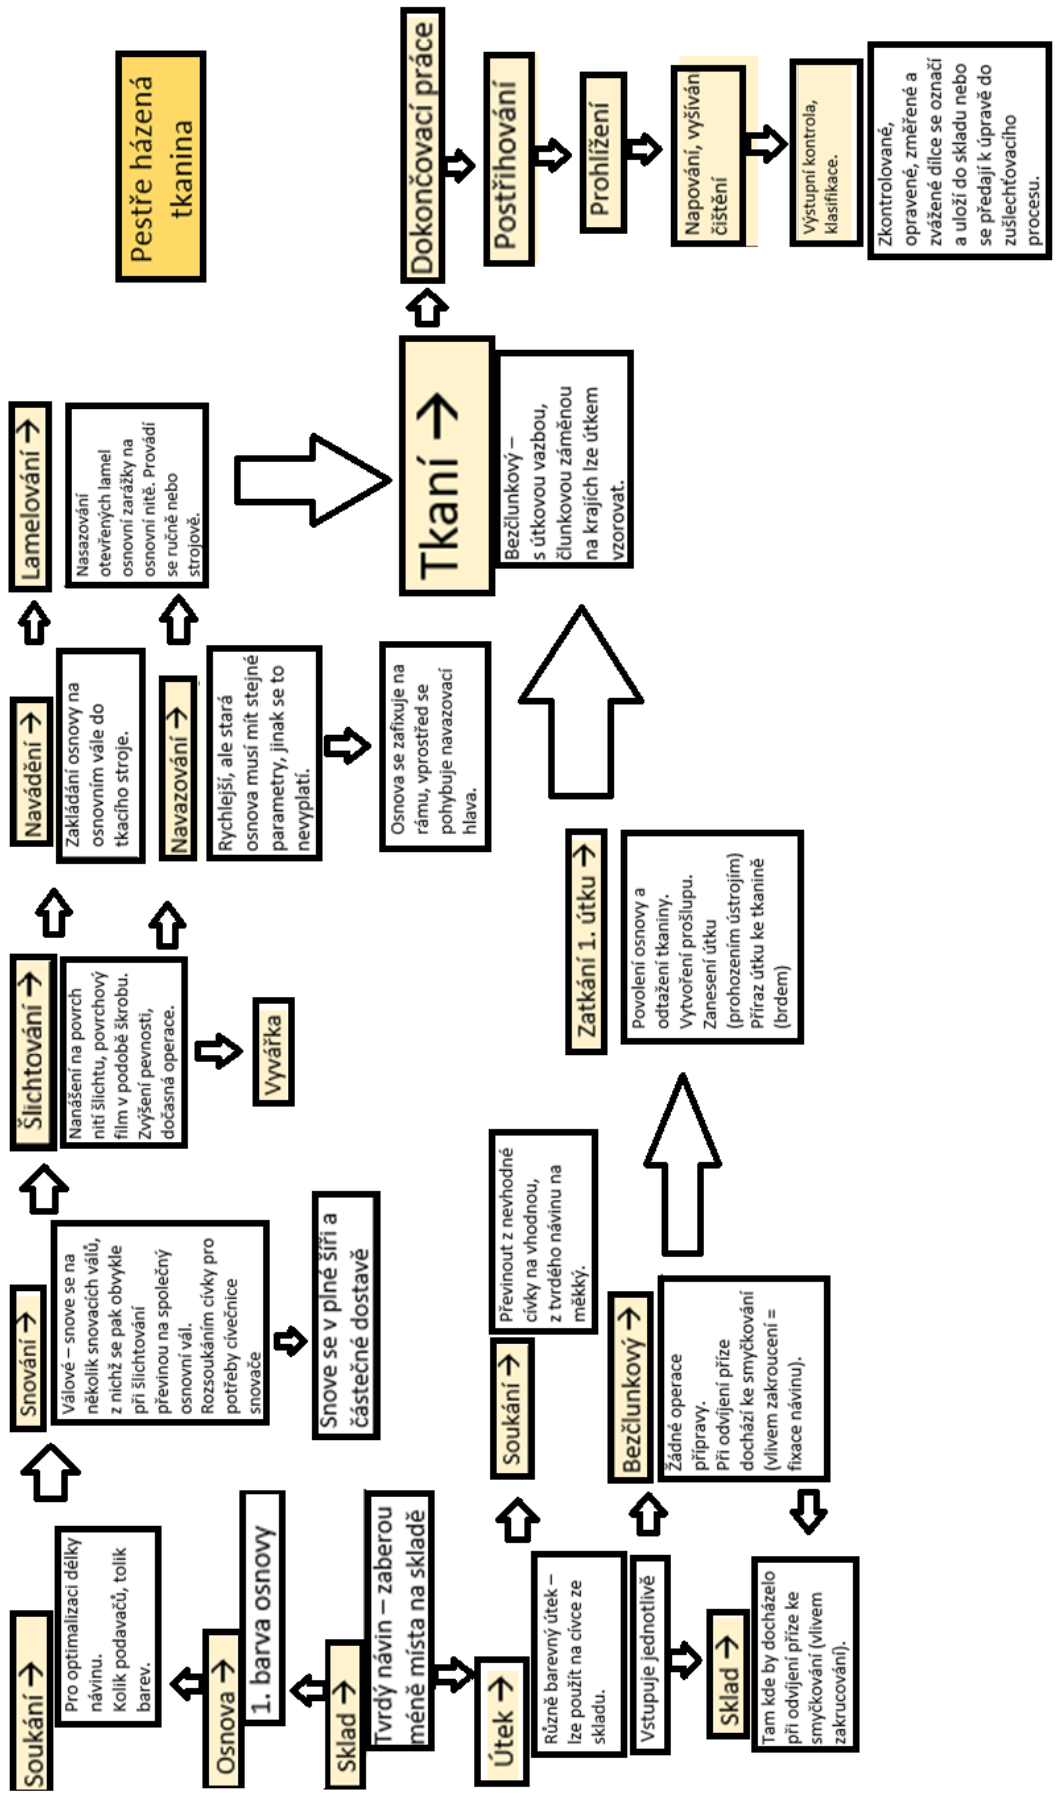 Pestře házená
tkanina
Soukání →
Pro optimalizaci délky
návinu.
Kolik podavačů, tolik
barev.
Osnova →
1. barva osnovy
Sklad →
Tvrdý návin – zaberou
méně místa na skladě
Útek →
Různě barevný útek –
lze použít na cívce ze
skladu.
Vstupuje jednotlivě
Sklad →
Tam kde by docházelo
při odvíjení příze ke
smyčkování (vlivem
zakrucování).
Snování →
Válové – snove se na
několik snovacích válů,
z nichž se pak obvykle
při šlichtování
převinou na společný
osnovní vál.
Rozsoukáním cívky pro
potřeby cívečnice
snovače
Snove se v plné šíři a
částečné dostavě
Soukání →
Převinout z nevhodné
cívky na vhodnou,
z tvrdého návinu na
měkký.
Bezčlunkový →
Žádné operace
přípravy.
Při odvíjení příze
dochází ke smyčkování
(vlivem zakroucení =
fixace návinu).
Šlichtování →
Nanášení na povrch
nití šlichtu, povrchový
film v podobě škrobu.
Zvýšení pevnosti,
dočasná operace.
Vyvářka
Navádění →
Zakládání osnovy na
osnovním vále do
tkacího stroje.
Navazování →
Rychlejší, ale stará
osnova musí mít stejné
parametry, jinak se to
nevyplatí.
Osnova se zafixuje na
rámu, vprostřed se
pohybuje navazovací
hlava.
Zatkání 1. útku →
Povolení osnovy a
odtažení tkaniny.
Vytvoření prošlupu.
Zanesení útku
(prohozením ústrojím)
Příraz útku ke tkanině
(brdem)
Lamelování →
Nasazování
otevřených lamel
osnovní zarážky na
osnovní nitě. Provádí
se ručně nebo
strojově.
Tkaní →
Bezčlunkový –
s útkovou vazbou,
člunkovou záměnou
na krajích lze útkem
vzorovat.
Dokončovací práce
Postřihování
Prohlížení
Napování, vyšíván
čištění
Výstupní kontrola,
klasifikace.
Zkontrolované,
opravené, změřené a
zvážené dílce se označí
a uloží do skladu nebo
se předají k úpravě do
zušlechťovacího
procesu.